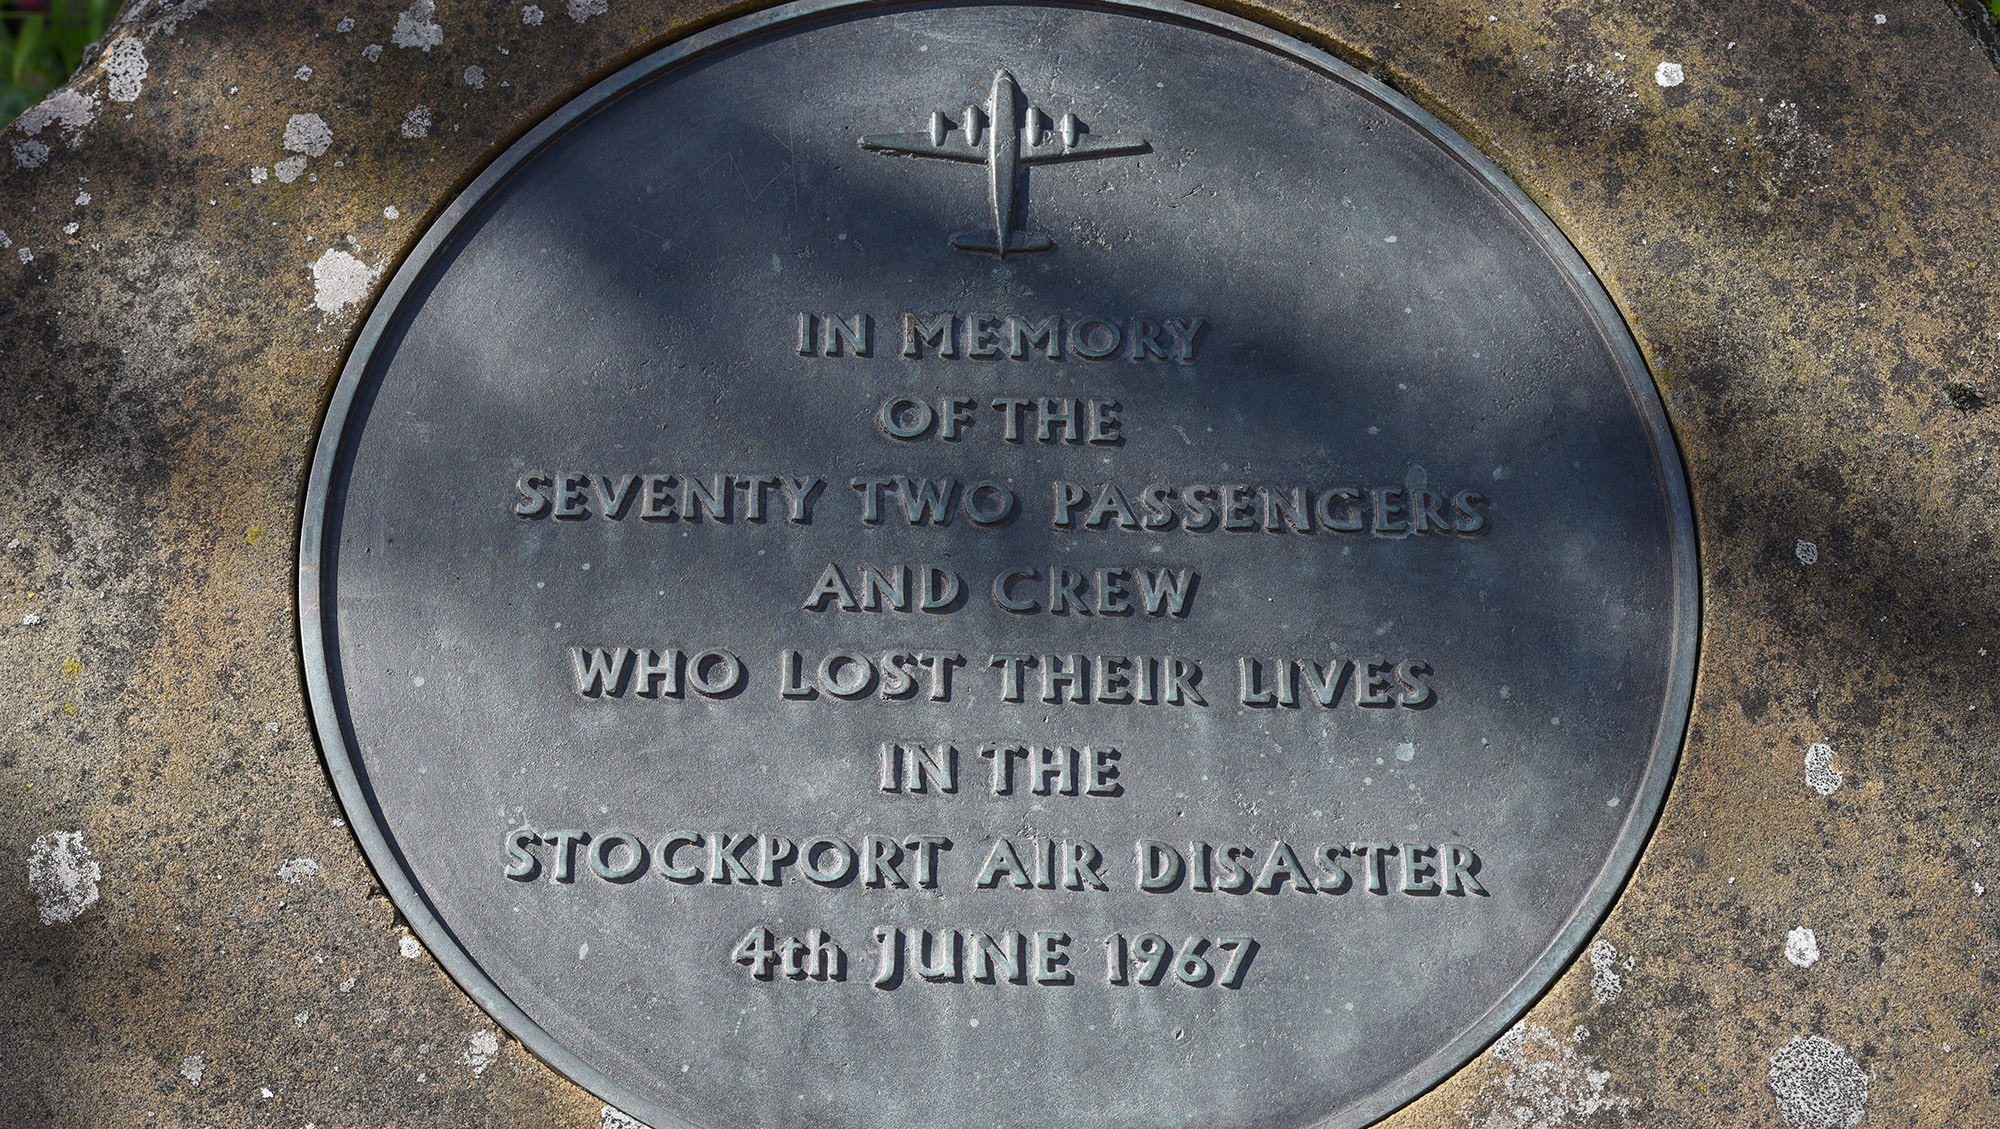 IN MEMORY
OF THE
SEVENTY TWO PASSENGERS
AND CREW
WHO LOST THEIR LIVES
IN THE
STOCKPORT AIR DISASTER
4th JUNE 1967